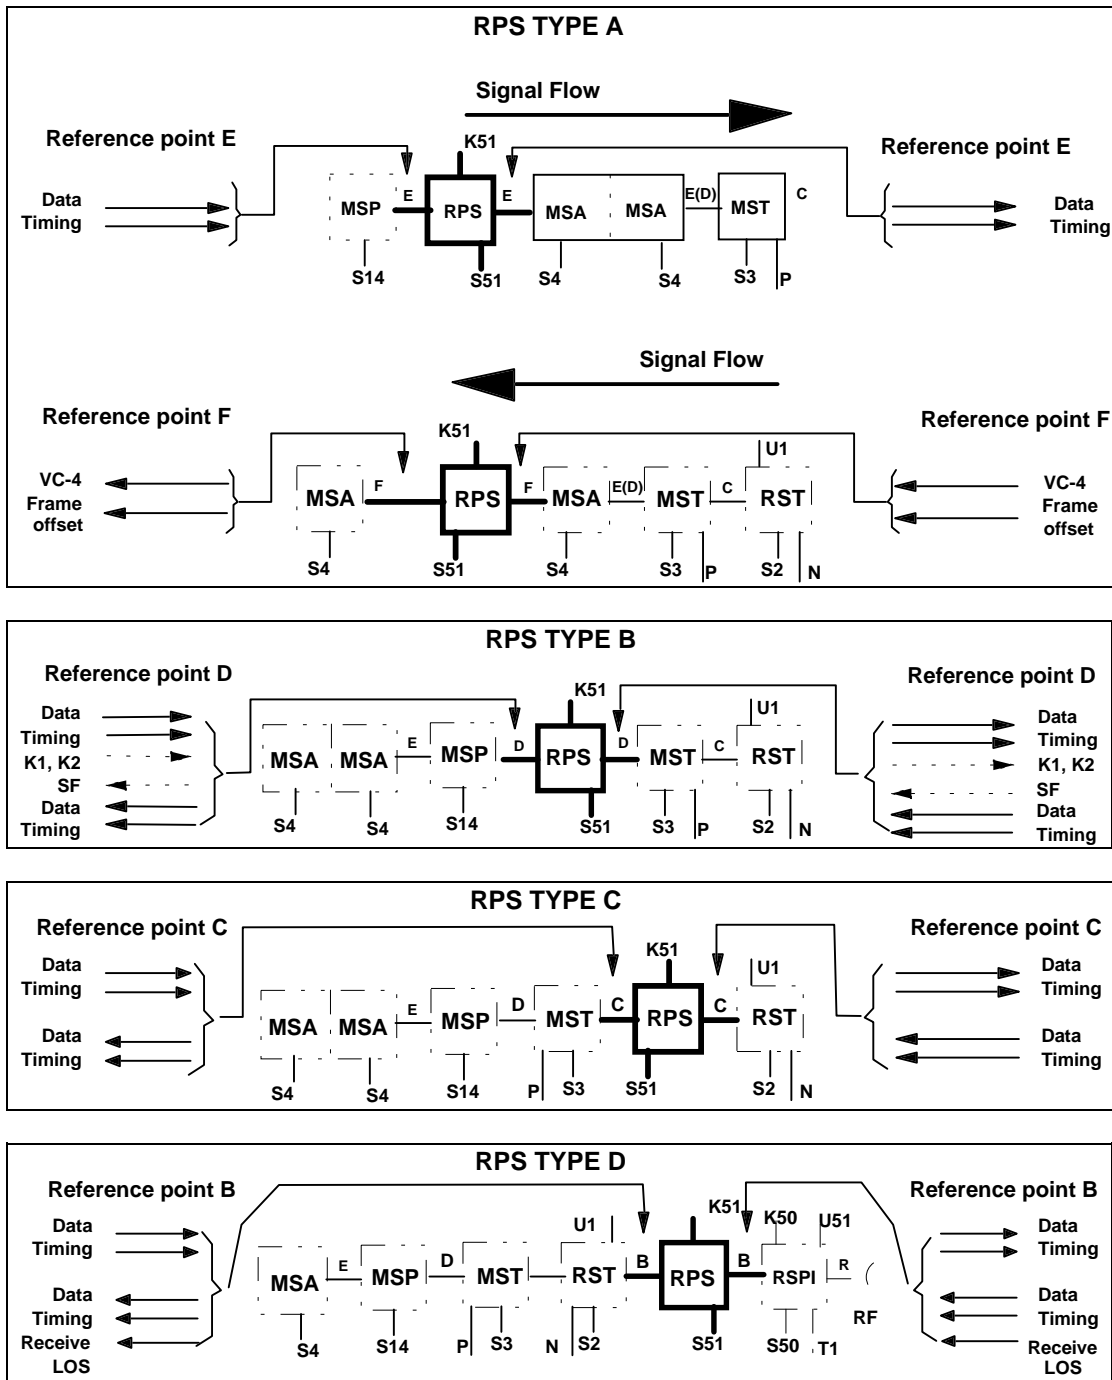 RPS TYPE A
Signal Flow
Reference point E
K51
Reference point E
Data
Timing
MSP
E
RPS
E
MSA
MSA
E(D)
MST
C
Data
Timing
S14
S51
S4
S4
S3
P
Signal Flow
Reference point F
K51
U1
Reference point F
VC-4
Frame
offset
MSA
F
RPS
F
MSA
E(D)
MST
C
RST
VC-4
Frame
offset
S4
S51
S4
S3
P
S2
N
RPS TYPE B
Reference point D
K51
U1
Reference point D
Data
Timing
K1, K2
SF
Data
Timing
MSA
MSA
E
MSP
D
RPS
D
MST
C
RST
Data
Timing
K1, K2
SF
Data
Timing
S4
S4
S14
S51
S3
P
S2
N
RPS TYPE C
Reference point C
K51
U1
Reference point C
Data
Timing
Data
Timing
MSA
MSA
E
MSP
D
MST
C
RPS
C
RST
Data
Timing
Data
Timing
S4
S4
S14
P
S3
S51
S2
N
RPS TYPE D
Reference point B
U1
K51
K50
U51
Reference point B
Data
Timing
Data
Timing
Receive
LOS
MSA
E
MSP
D
MST
RST
B
RPS
B
RSPI
R
RF
Data
Timing
Data
Timing
Receive
LOS
S4
S14
P
S3
N
S2
S51
S50
T1